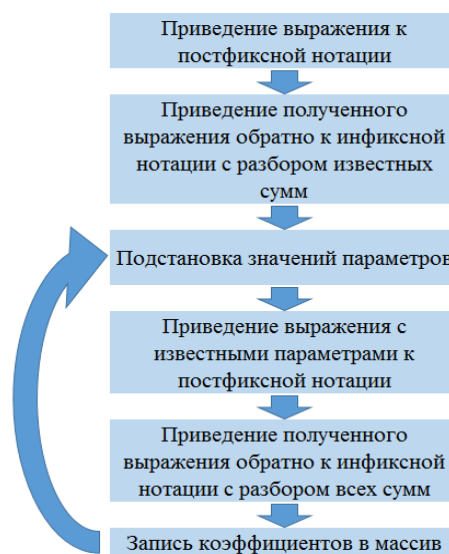 Приведение выражения к
постфиксной нотации
Приведение полученного
выражения обратно к инфиксной
нотации с разбором известных
сумм
Подстановка значений параметров
Приведение выражения с
известными параметрами к
постфиксной нотации
Приведение полученного
выражения обратно к инфиксной
нотации с разбором всех сумм
Запись коэффициентов в массив